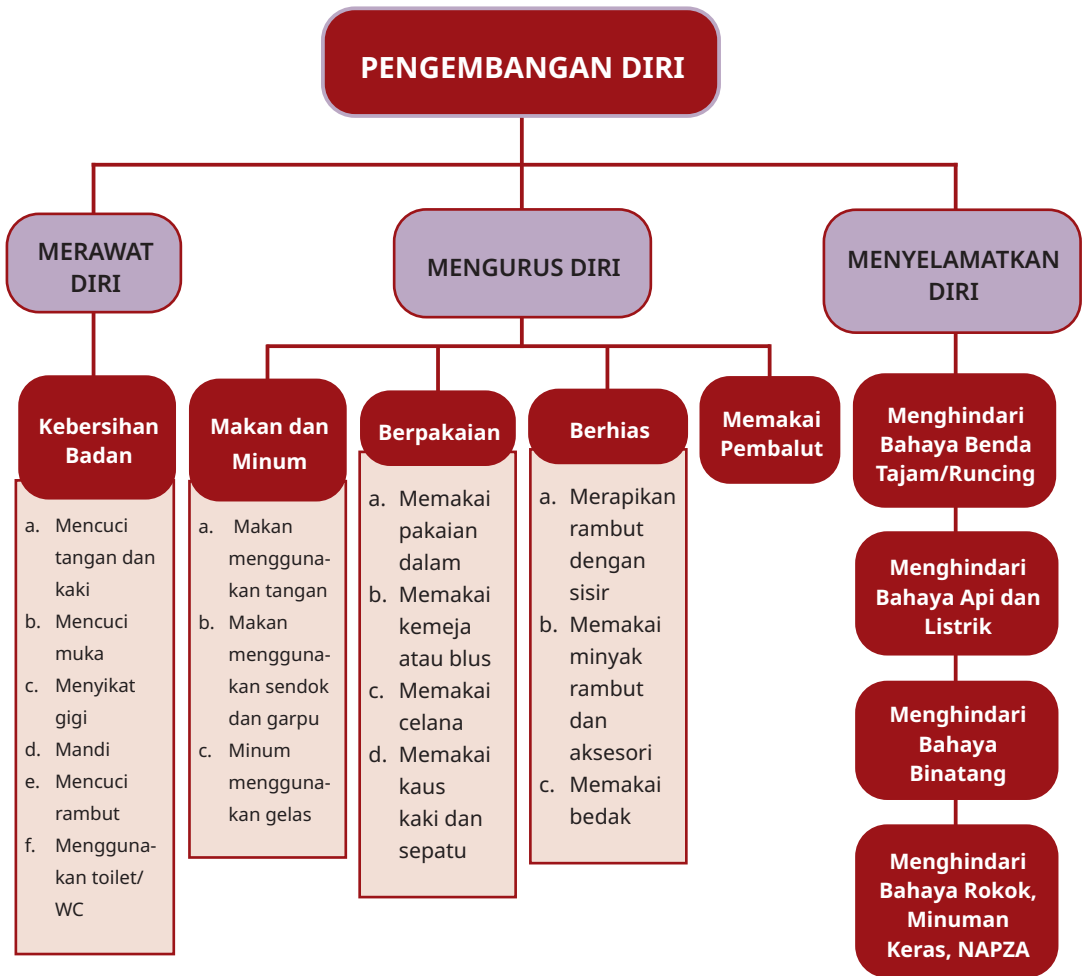 PENGEMBANGAN DIRI
MERAWAT
DIRI
MENGURUS DIRI
MENYELAMATKAN
DIRI
Kebersihan
Badan
a. Mencuci
tangan dan
kaki
b. Mencuci
muka
c. Menyikat
gigi
d. Mandi
e. Mencuci
rambut
f. Mengguna-
kan toilet/
WC
Makan dan
Minum
a. Makan
mengguna-
kan tangan
b. Makan
mengguna-
kan sendok
dan garpu
c. Minum
mengguna-
kan gelas
Berpakaian
a. Memakai
pakaian
dalam
b. Memakai
kemeja
atau blus
c. Memakai
celana
d. Memakai
kaus
kaki dan
sepatu
Berhias
a. Merapikan
rambut
dengan
sisir
b. Memakai
minyak
rambut
dan
aksesori
c. Memakai
bedak
Memakai
Pembalut
Menghindari
Bahaya Benda
Tajam/Runcing
Menghindari
Bahaya Api dan
Listrik
Menghindari
Bahaya
Binatang
Menghindari
Bahaya Rokok,
Minuman
Keras, NAPZA